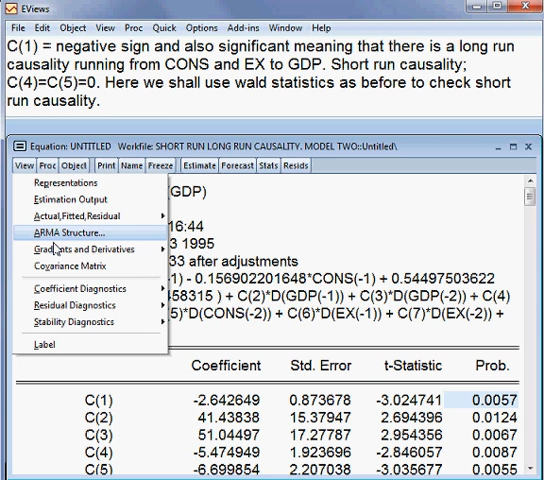 EViews
File Edit Object View Proc Quick Options Add-ins Window Help
C(1) = negative sign and also significant meaning that there is a long run
causality running from CONS and EX to GDP. Short run causality;
C(4)=C(5)=0. Here we shall use wald statistics as before to check short
run causality.
Equation: UNTITLED Workfile: SHORT RUN LONG RUN CAUSALITY. MODEL TWO::Untitled\
View Proc Object Print Name Freeze Estimate Forecast Stats Resids
Representations
Estimation Output
Actual,Fitted,Residual
ARMA Structure...
Gradients and Derivatives
Covariance Matrix
Coefficient Diagnostics
Residual Diagnostics
Stability Diagnostics
Label
(GDP)
16:44
3 1995
33 after adjustments
1) - 0.156902201648*CONS(-1) + 0.54497503622
458315 ) + C(2)*D(GDP(-1)) + C(3)*D(GDP(-2)) + C(4)
5)*D(CONS(-2)) + C(6)*D(EX(-1)) + C(7)*D(EX(-2)) +
Coefficient Std. Error t-Statistic Prob.
C(1) -2.642649 0.873678 -3.024741 0.0057
C(2) 41.43838 15.37947 2.694396 0.0124
C(3) 51.04497 17.27787 2.954356 0.0067
C(4) -5.474949 1.923696 -2.846057 0.0087
C(5) -6.699854 2.207038 -3.035677 0.0055